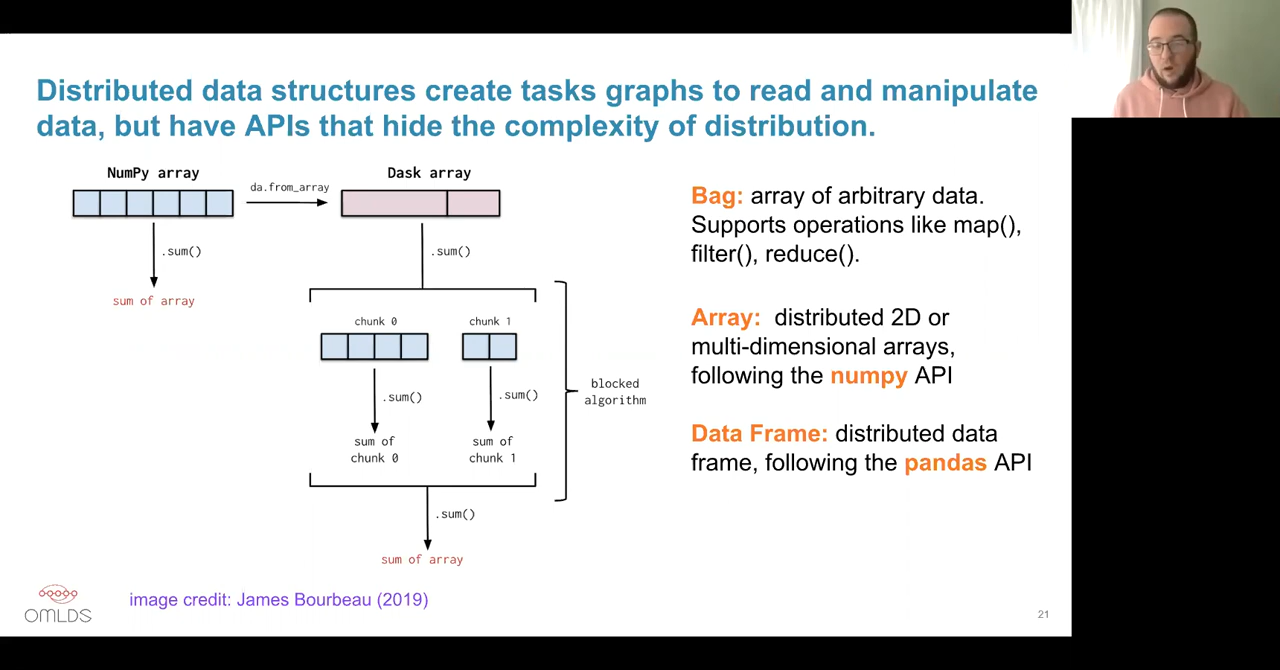 Distributed data structures create tasks graphs to read and manipulate
data, but have APIs that hide the complexity of distribution.
NumPy array
da.from_array
Dask array
.sum()
sum of array
.sum()
chunk 0
chunk 1
.sum()
.sum()
sum of
chunk 0
sum of
chunk 1
blocked
algorithm
.sum()
sum of array
Bag: array of arbitrary data.
Supports operations like map(),
filter(), reduce().
Array: distributed 2D or
multi-dimensional arrays,
following the numpy API
Data Frame: distributed data
frame, following the pandas API
OMLDS
image credit: James Bourbeau (2019)
21